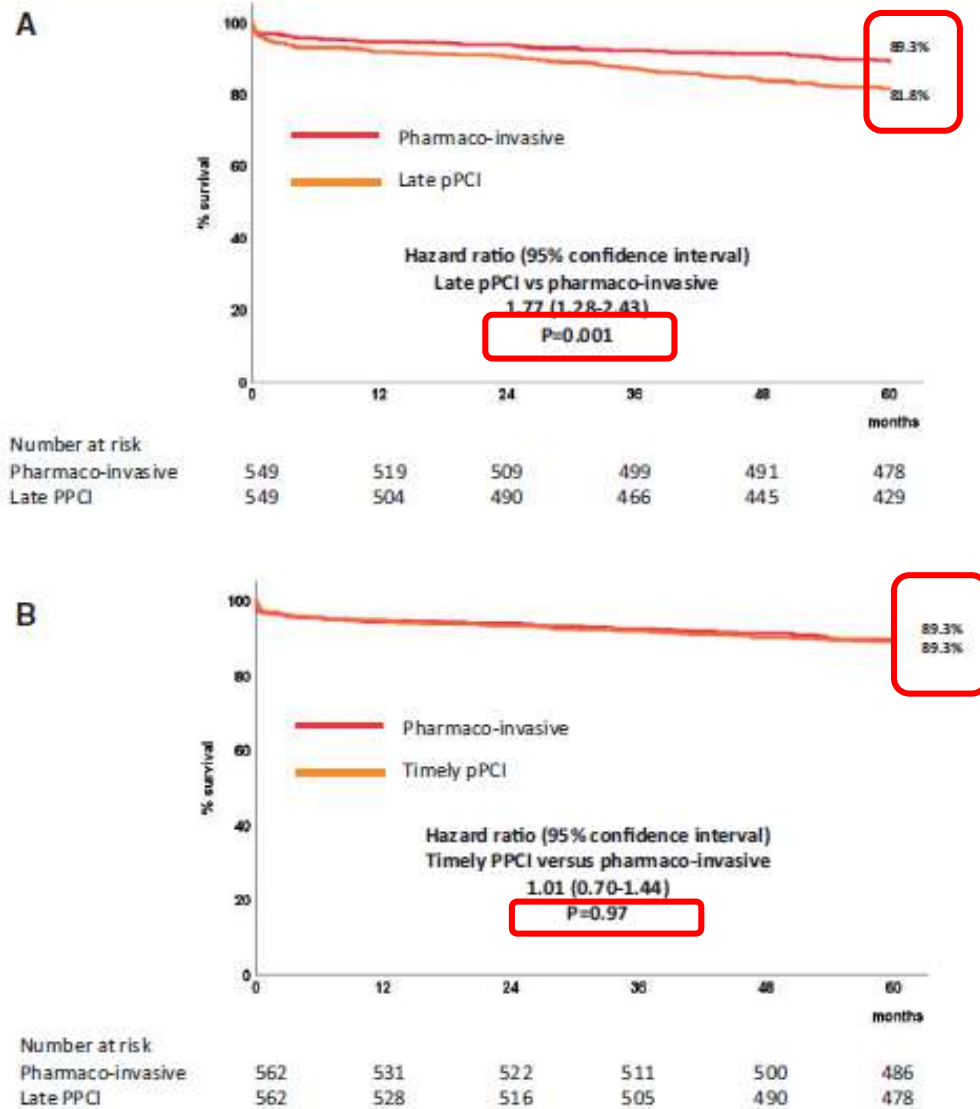 A
100
80
60
40
20
0
% survival
89.3%
81.8%
Pharmaco-invasive
Late pPCI
Hazard ratio (95% confidence interval)
Late pPCI vs pharmaco-invasive
1.77 (1.28-2.43)
P=0.001
0 12 24 36 48 60
months
Number at risk
Pharmaco-invasive 549 519 509 499 491 478
Late PPCI 549 504 490 466 445 429
B
100
80
60
40
20
0
% survival
89.3%
89.3%
Pharmaco-invasive
Timely pPCI
Hazard ratio (95% confidence interval)
Timely PPCI versus pharmaco-invasive
1.01 (0.70-1.44)
P=0.97
0 12 24 36 48 60
months
Number at risk
Pharmaco-invasive 562 531 522 511 500 486
Late PPCI 562 528 516 505 490 478